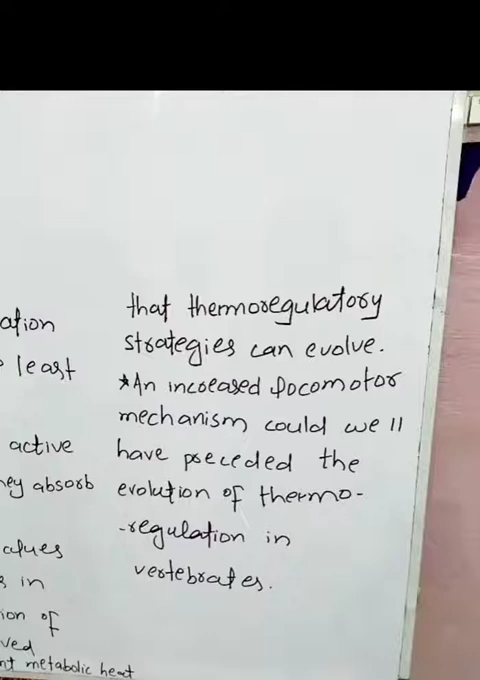 that thermoregulatory
strategies can evolve.
*An increased locomotor
mechanism could well
have preceded the
evolution of thermo-
-regulation in
vertebrates.
ation
least
active
hey absorb
alues
s in
ion of
ved
nt metabolic heat